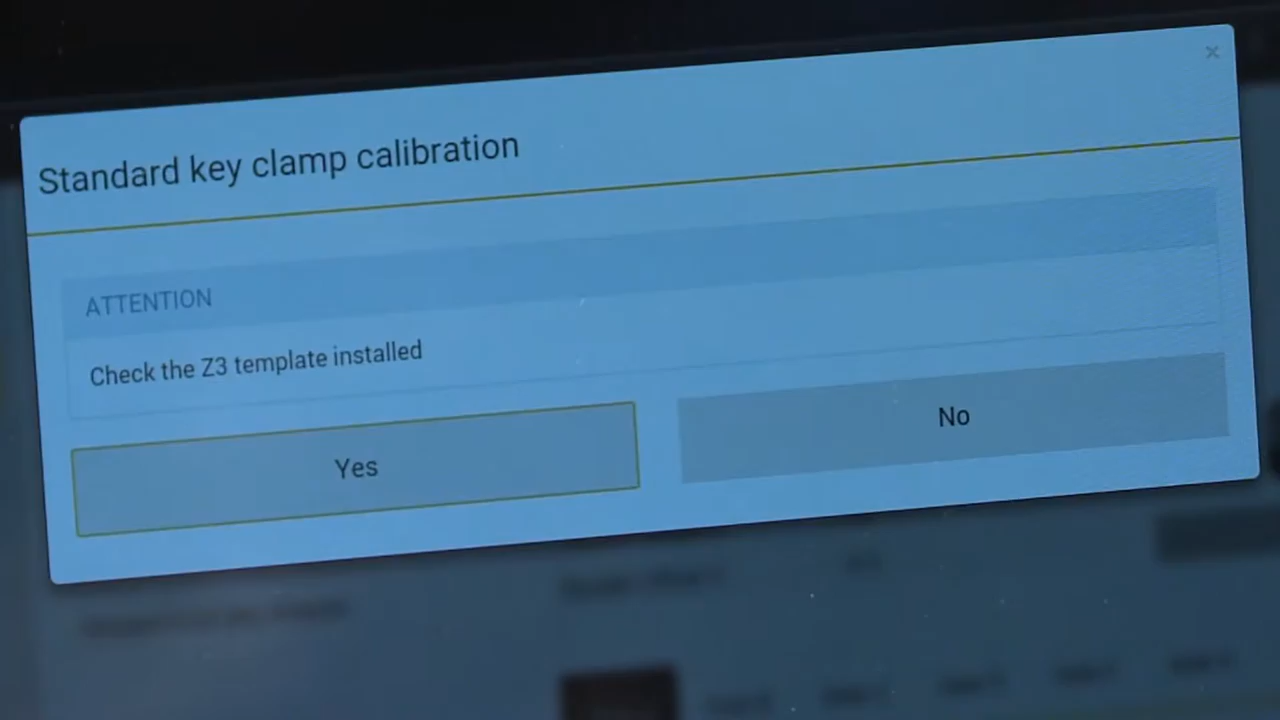 Standard key clamp calibration
ATTENTION
Check the Z3 template installed
Yes
No